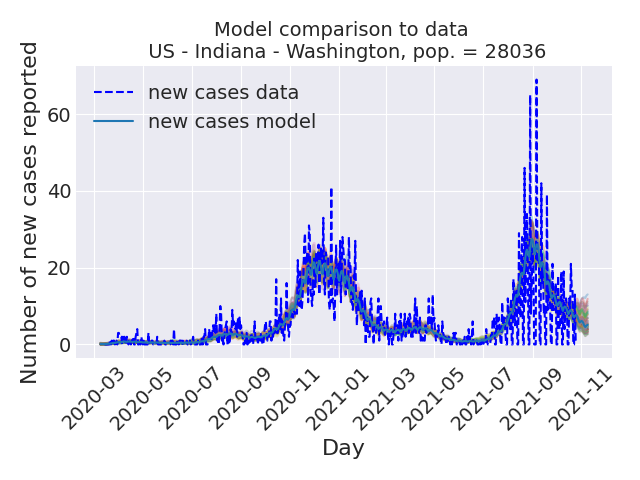 Model comparison to data
US - Indiana - Washington, pop. = 28036
new cases data
new cases model
Number of new cases reported
60
40
20
0
2020-03
2020-05
2020-07
2020-09
2020-11
2021-01
2021-03
2021-05
2021-07
2021-09
2021-11
Day